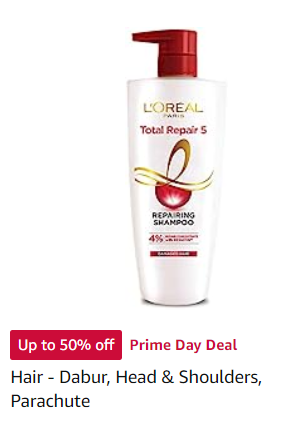 L'ORÉAL
PARIS
Total Repair 5
REPAIRING
SHAMPOO
4%
DAMAGED HAIR
Up to 50% off Prime Day Deal
Hair - Dabur, Head & Shoulders,
Parachute